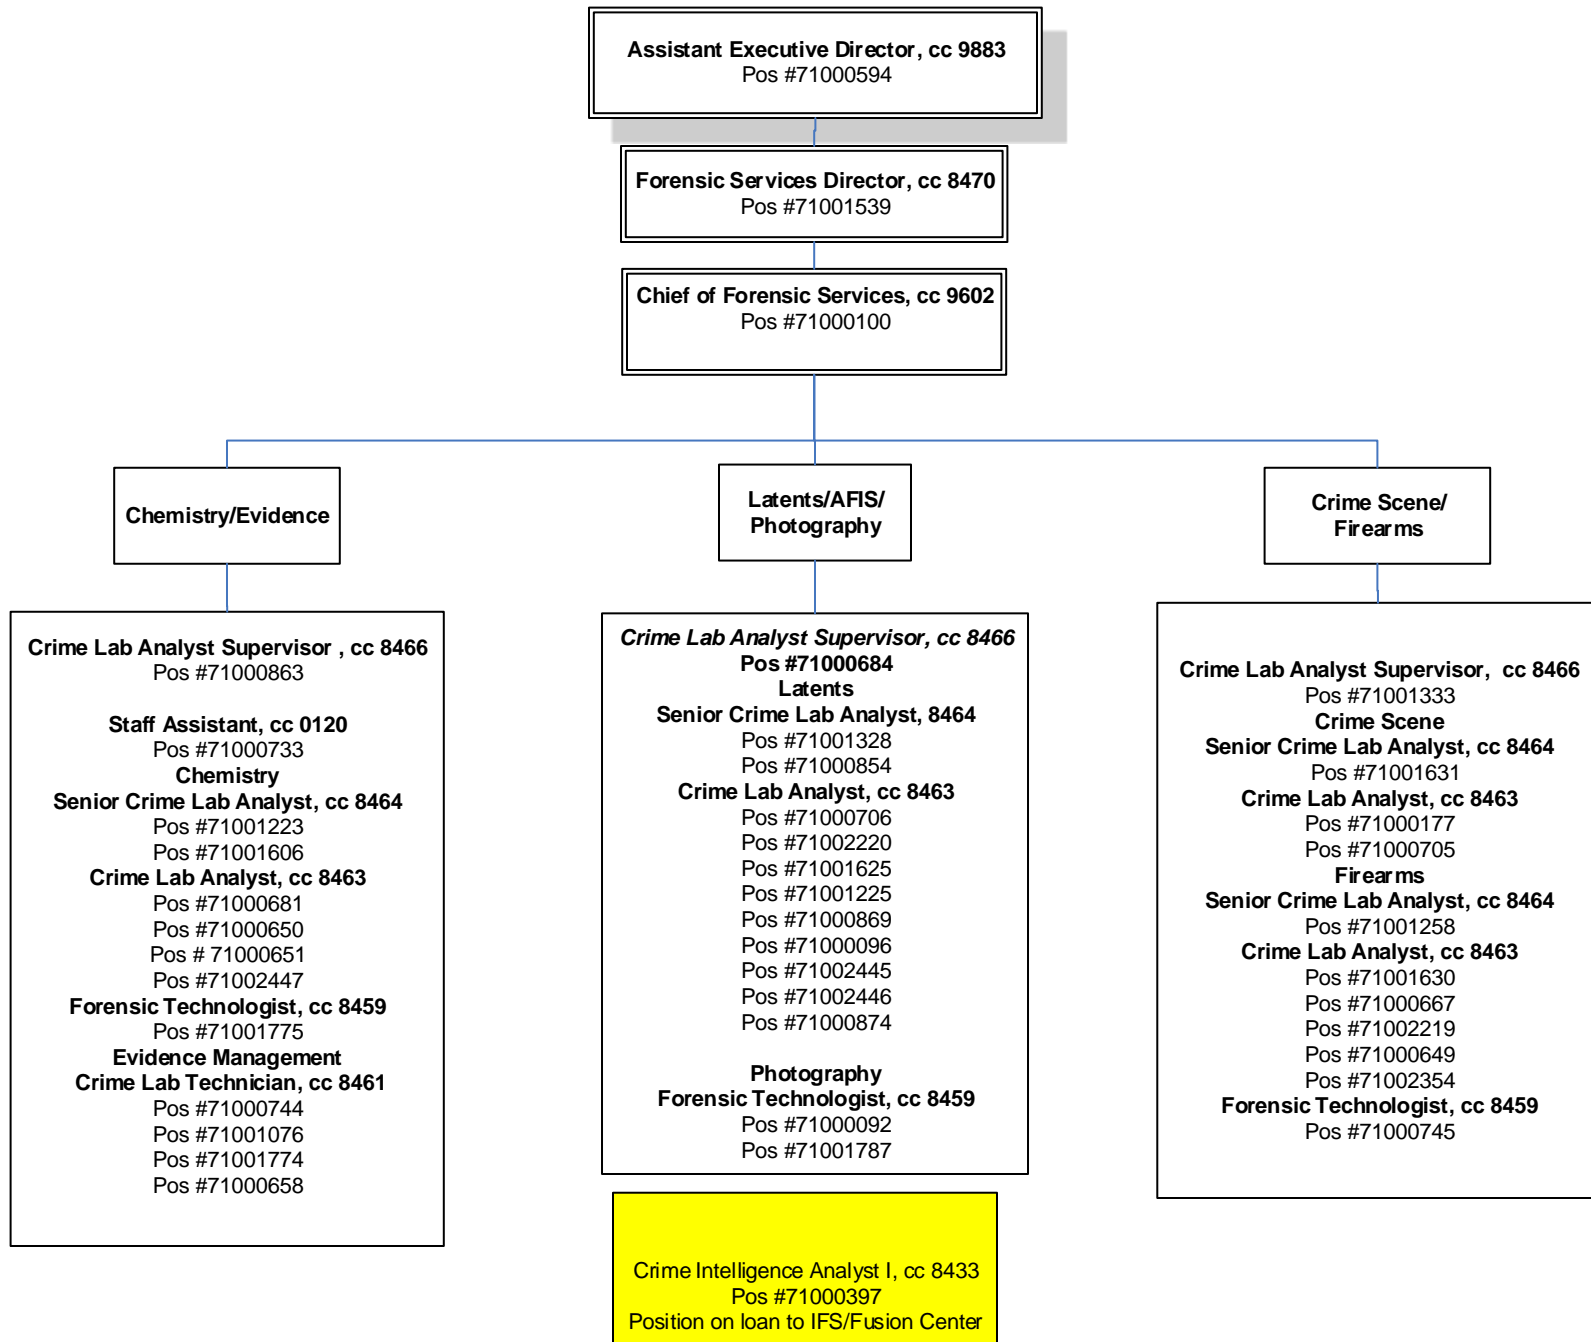 Assistant Executive Director, cc 9883
Pos #71000594
Forensic Services Director, cc 8470
Pos #71001539
Chief of Forensic Services, cc 9602
Pos #71000100
Chemistry/Evidence
Latents/AFIS/
Photography
Crime Scene/
Firearms
Crime Lab Analyst Supervisor , cc 8466
Pos #71000863
Staff Assistant, cc 0120
Pos #71000733
Chemistry
Senior Crime Lab Analyst, cc 8464
Pos #71001223
Pos #71001606
Crime Lab Analyst, cc 8463
Pos #71000681
Pos #71000650
Pos # 71000651
Pos #71002447
Forensic Technologist, cc 8459
Pos #71001775
Evidence Management
Crime Lab Technician, cc 8461
Pos #71000744
Pos #71001076
Pos #71001774
Pos #71000658
Crime Lab Analyst Supervisor, cc 8466
Pos #71000684
Latents
Senior Crime Lab Analyst, 8464
Pos #71001328
Pos #71000854
Crime Lab Analyst, cc 8463
Pos #71000706
Pos #71002220
Pos #71001625
Pos #71001225
Pos #71000869
Pos #71000096
Pos #71002445
Pos #71002446
Pos #71000874
Photography
Forensic Technologist, cc 8459
Pos #71000092
Pos #71001787
Crime Intelligence Analyst I, cc 8433
Pos #71000397
Position on loan to IFS/Fusion Center
Crime Lab Analyst Supervisor, cc 8466
Pos #71001333
Crime Scene
Senior Crime Lab Analyst, cc 8464
Pos #71001631
Crime Lab Analyst, cc 8463
Pos #71000177
Pos #71000705
Firearms
Senior Crime Lab Analyst, cc 8464
Pos #71001258
Crime Lab Analyst, cc 8463
Pos #71001630
Pos #71000667
Pos #71002219
Pos #71000649
Pos #71002354
Forensic Technologist, cc 8459
Pos #71000745